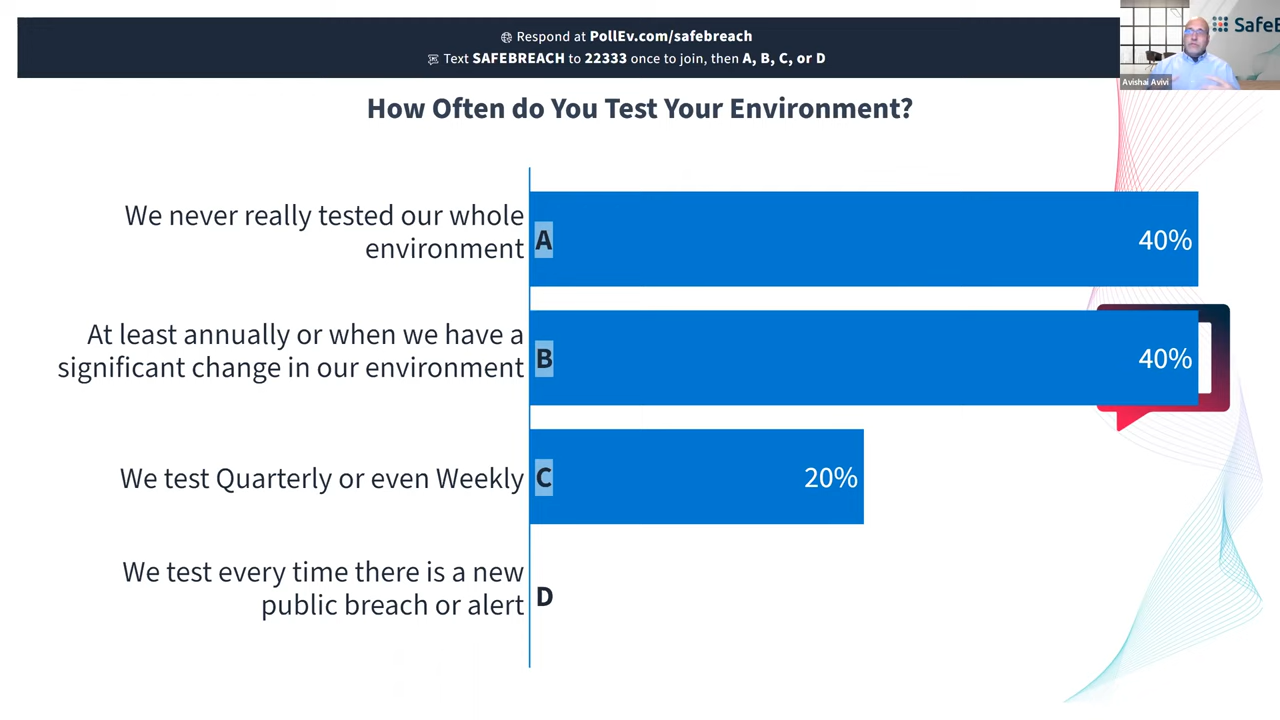 Respond at PollEv.com/safebreach
Text SAFEBREACH to 22333 once to join, then A, B, C, or D
SafeB
Avishai Avivi
How Often do You Test Your Environment?
We never really tested our whole
environment
A
40%
At least annually or when we have a
significant change in our environment
B
40%
We test Quarterly or even Weekly
C
20%
We test every time there is a new
public breach or alert
D